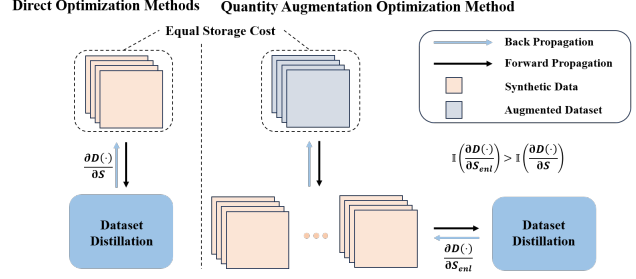 Direct Optimization Methods
Quantity Augmentation Optimization Method
Equal Storage Cost
Back Propagation
Forward Propagation
Synthetic Data
Augmented Dataset
∂D(·)
∂S
𝕀(∂D(·)/∂S_enl) > 𝕀(∂D(·)/∂S)
Dataset
Distillation
∂D(·)
∂S_enl
Dataset
Distillation